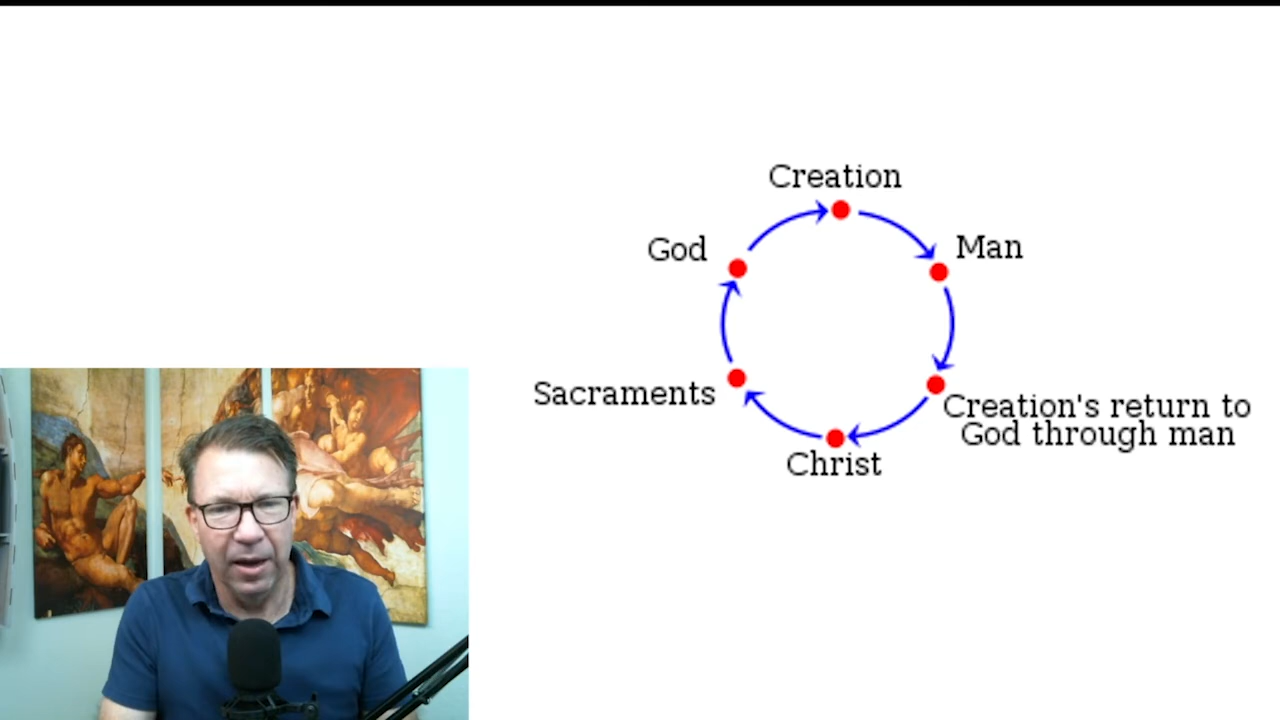 Creation
God
Man
Sacraments
Creation's return to
God through man
Christ